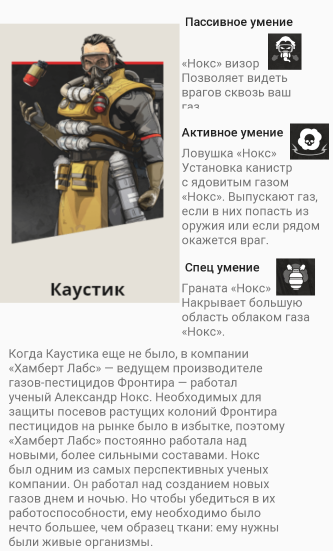 Пассивное умение
«Нокс» визор
Позволяет видеть
врагов сквозь ваш
газ
Активное умение
Ловушка «Нокс»
Установка канистр
с ядовитым газом
«Нокс». Выпускают газ,
если в них попасть из
оружия или если рядом
окажется враг.
Спец умение
Граната «Нокс»
Накрывает большую
область облаком газа
«Нокс».
Каустик
Когда Каустика еще не было, в компании
«Хамберт Лабс» — ведущем производителе
газов-пестицидов Фронтира — работал
ученый Александр Нокс. Необходимых для
защиты посевов растущих колоний Фронтира
пестицидов на рынке было в избытке, поэтому
«Хамберт Лабс» постоянно работала над
новыми, более сильными составами. Нокс
был одним из самых перспективных ученых
компании. Он работал над созданием новых
газов днем и ночью. Но чтобы убедиться в их
работоспособности, ему необходимо было
нечто большее, чем образец ткани: ему нужны
были живые организмы.